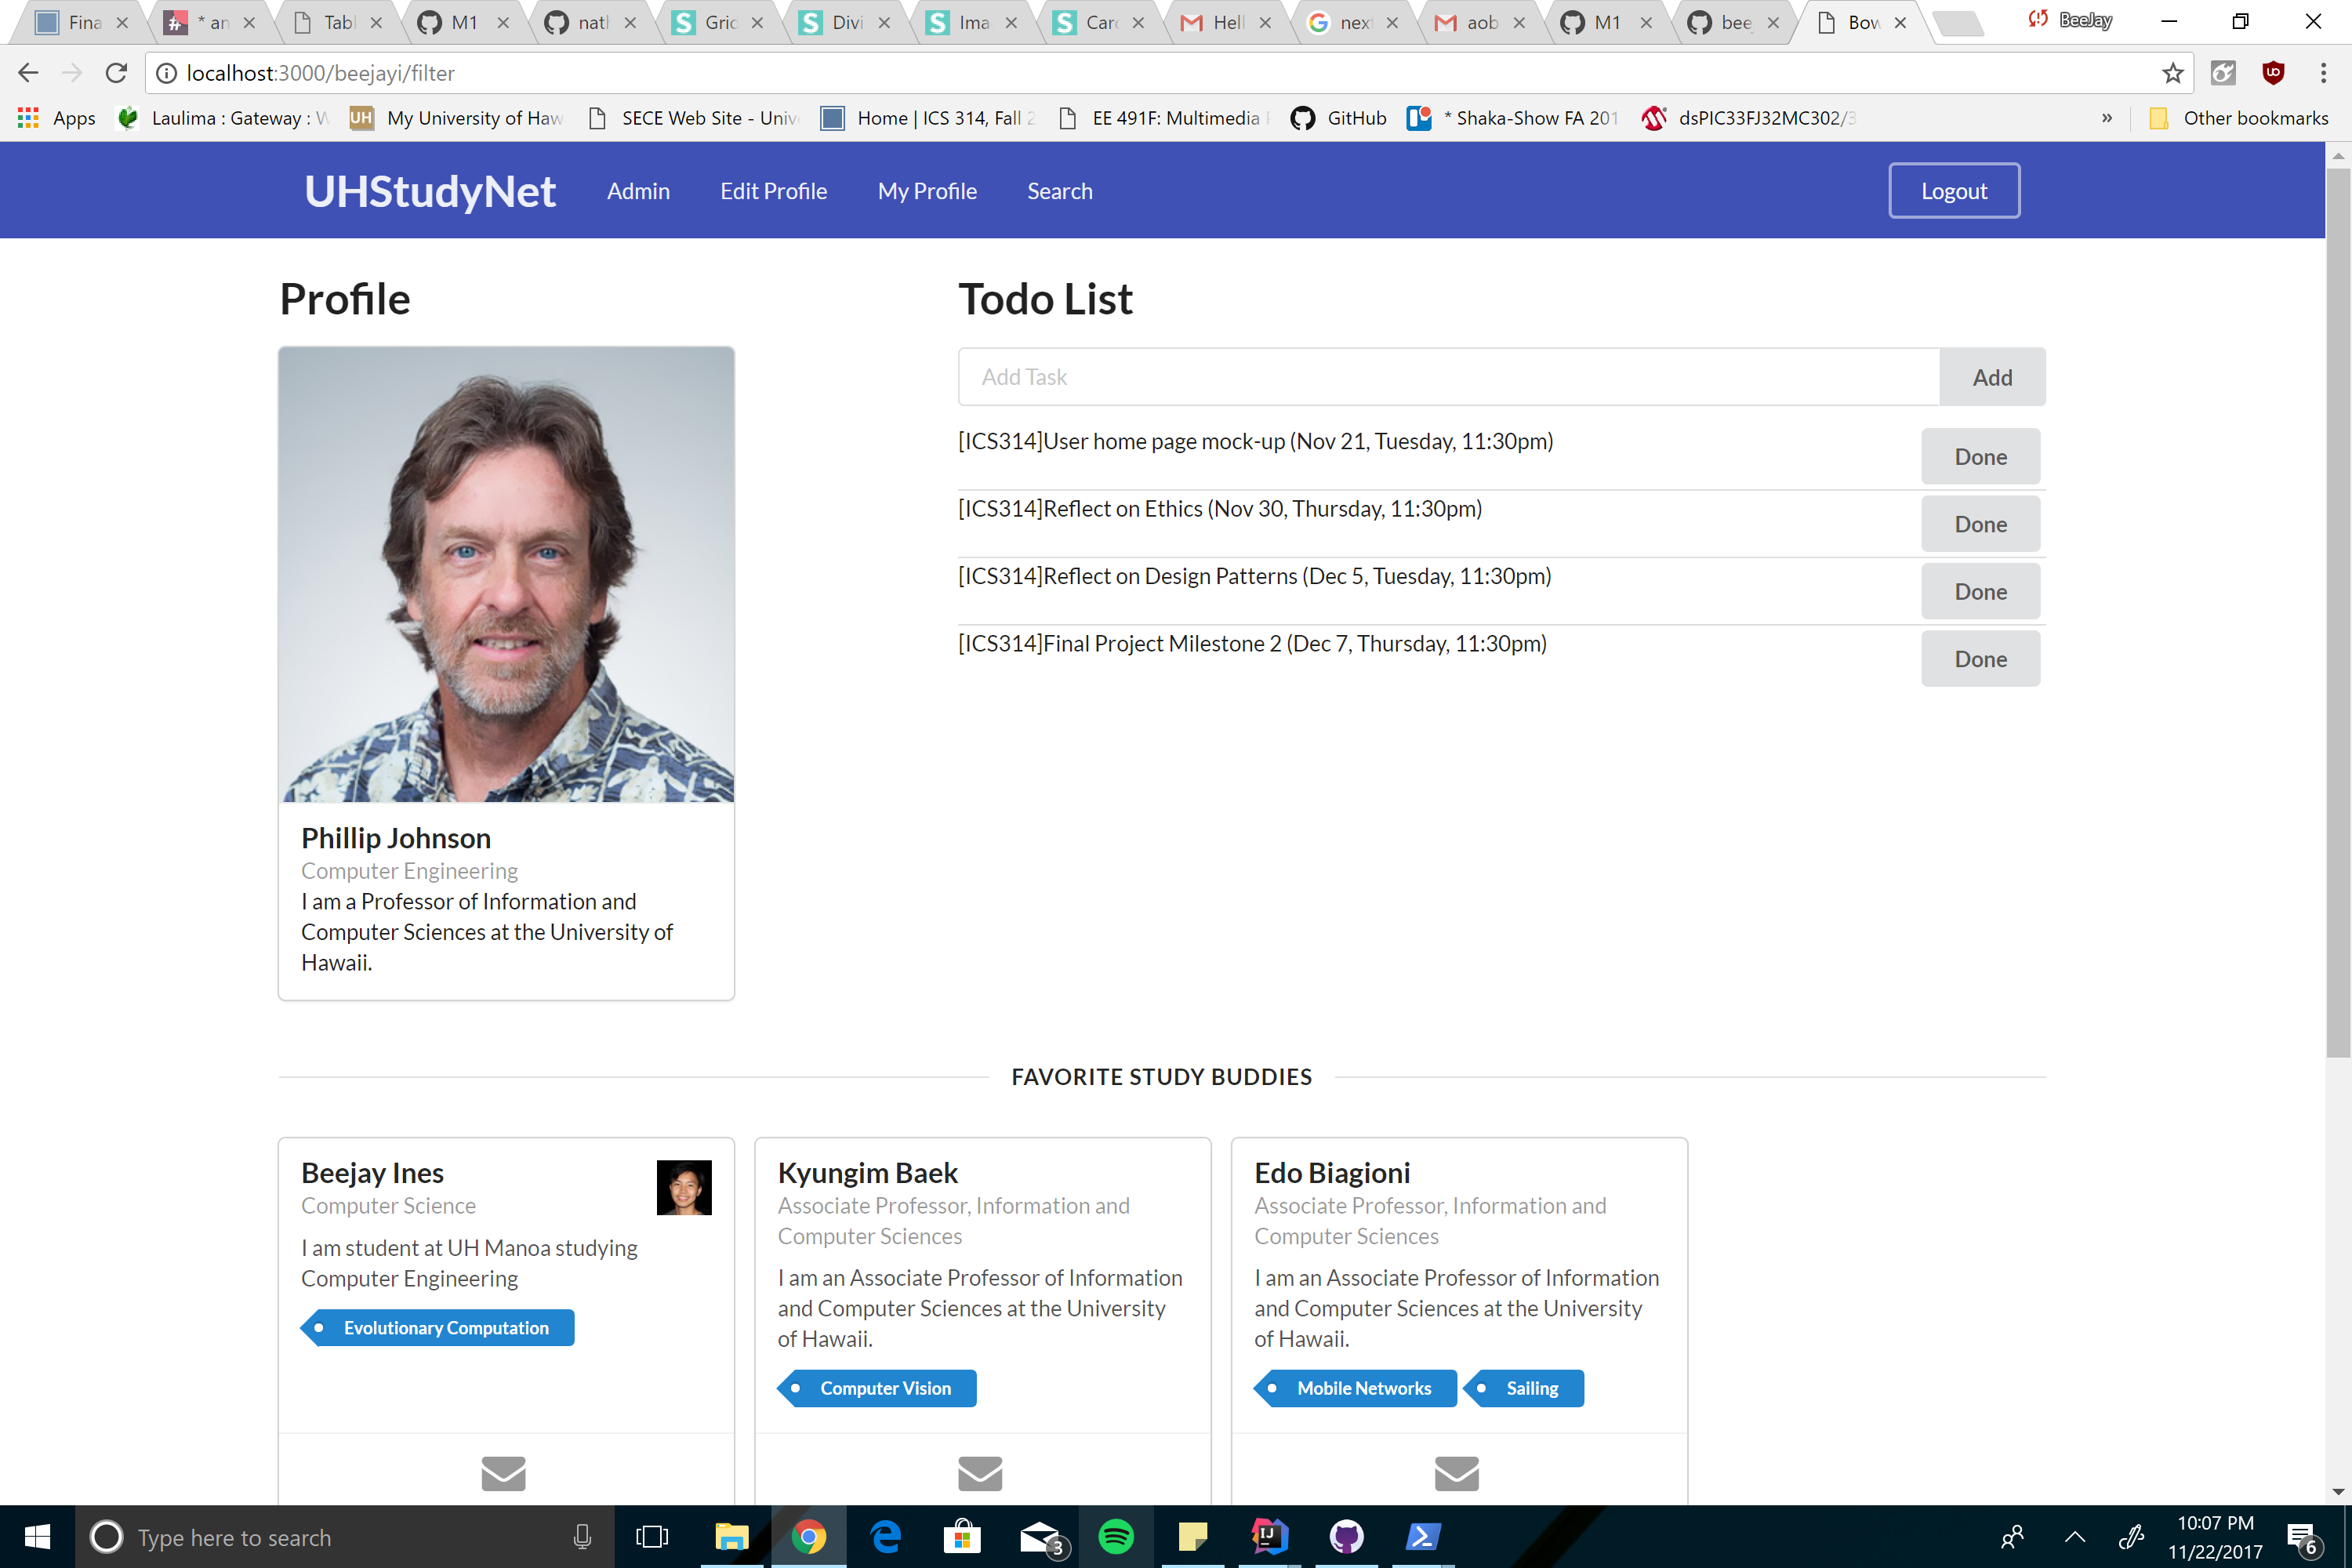 Fina
* an
Tabl
M1
nath
Grid
Divi
Ima
Card
Hell
next
aob
M1
bee
Bow
BeeJay
localhost:3000/beejayi/filter
Apps
Laulima : Gateway : W
UH
My University of Haw
SECE Web Site - Univ
Home | ICS 314, Fall 2
EE 491F: Multimedia
GitHub
* Shaka-Show FA 201
dsPIC33FJ32MC302/3
»
Other bookmarks
UHStudyNet
Admin
Edit Profile
My Profile
Search
Logout
Profile
Todo List
Add Task
Add
[ICS314]User home page mock-up (Nov 21, Tuesday, 11:30pm)
Done
[ICS314]Reflect on Ethics (Nov 30, Thursday, 11:30pm)
Done
[ICS314]Reflect on Design Patterns (Dec 5, Tuesday, 11:30pm)
Done
[ICS314]Final Project Milestone 2 (Dec 7, Thursday, 11:30pm)
Done
Phillip Johnson
Computer Engineering
I am a Professor of Information and
Computer Sciences at the University of
Hawaii.
FAVORITE STUDY BUDDIES
Beejay Ines
Computer Science
I am student at UH Manoa studying
Computer Engineering
Evolutionary Computation
Kyungim Baek
Associate Professor, Information and
Computer Sciences
I am an Associate Professor of Information
and Computer Sciences at the University
of Hawaii.
Computer Vision
Edo Biagioni
Associate Professor, Information and
Computer Sciences
I am an Associate Professor of Information
and Computer Sciences at the University
of Hawaii.
Mobile Networks
Sailing
Type here to search
3
IJ
10:07 PM
11/22/2017
6